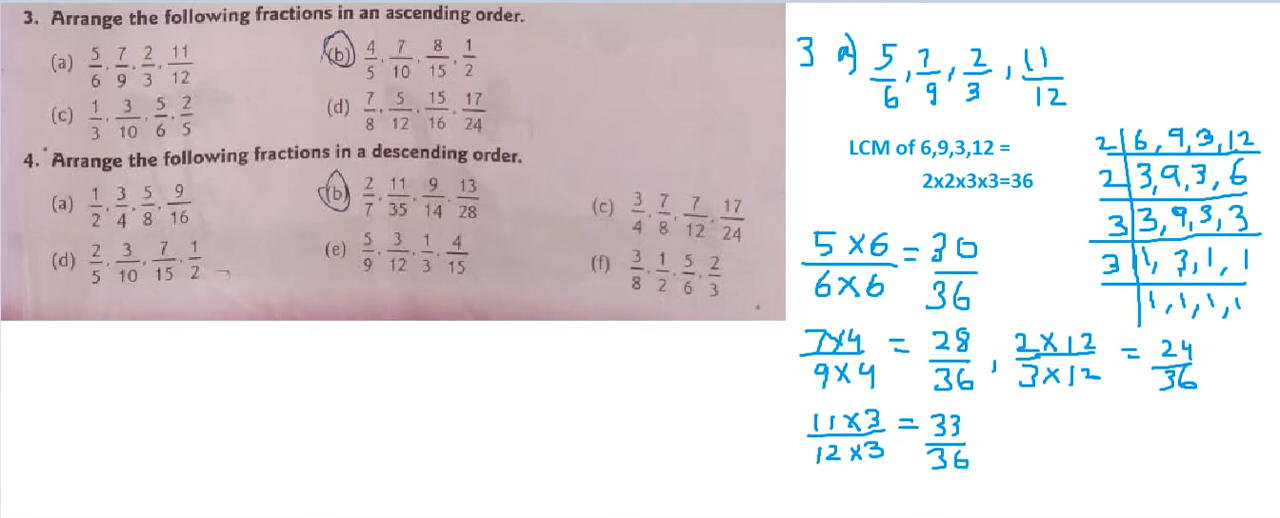 3. Arrange the following fractions in an ascending order.
(a) 5/6, 7/9, 2/3, 11/12
(b) 4/5, 7/10, 8/15, 1/2
(c) 1/3, 3/10, 5/6, 2/5
(d) 7/8, 5/12, 15/16, 17/24
4. Arrange the following fractions in a descending order.
(a) 1/2, 3/4, 5/8, 9/16
(b) 2/7, 11/35, 9/14, 13/28
(c) 3/4, 7/8, 7/12, 17/24
(d) 2/5, 3/10, 7/15, 1/2
(e) 5/9, 3/12, 1/3, 4/15
(f) 3/8, 1/2, 5/6, 2/3
3 a) 5/6, 7/9, 2/3, 11/12
LCM of 6,9,3,12 =
2x2x3x3=36
2 | 6, 9, 3, 12
2 | 3, 9, 3, 6
3 | 3, 9, 3, 3
3 | 1, 3, 1, 1
| 1, 1, 1, 1
5 × 6 / 6 × 6 = 30/36
7×4 / 9×4 = 28/36, 2×12 / 3×12 = 24/36
11×3 / 12×3 = 33/36